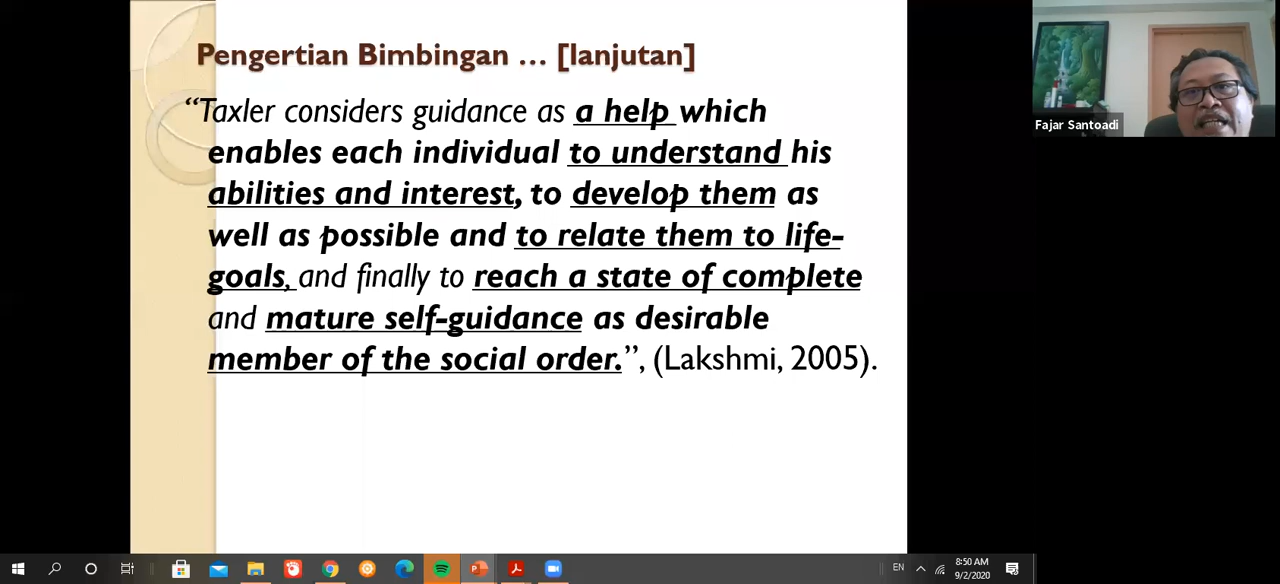 Pengertian Bimbingan … [lanjutan]
“Taxler considers guidance as a help which
enables each individual to understand his
abilities and interest, to develop them as
well as possible and to relate them to life-
goals, and finally to reach a state of complete
and mature self-guidance as desirable
member of the social order.”, (Lakshmi, 2005).
Fajar Santoadi
EN
8:50 AM
9/2/2020